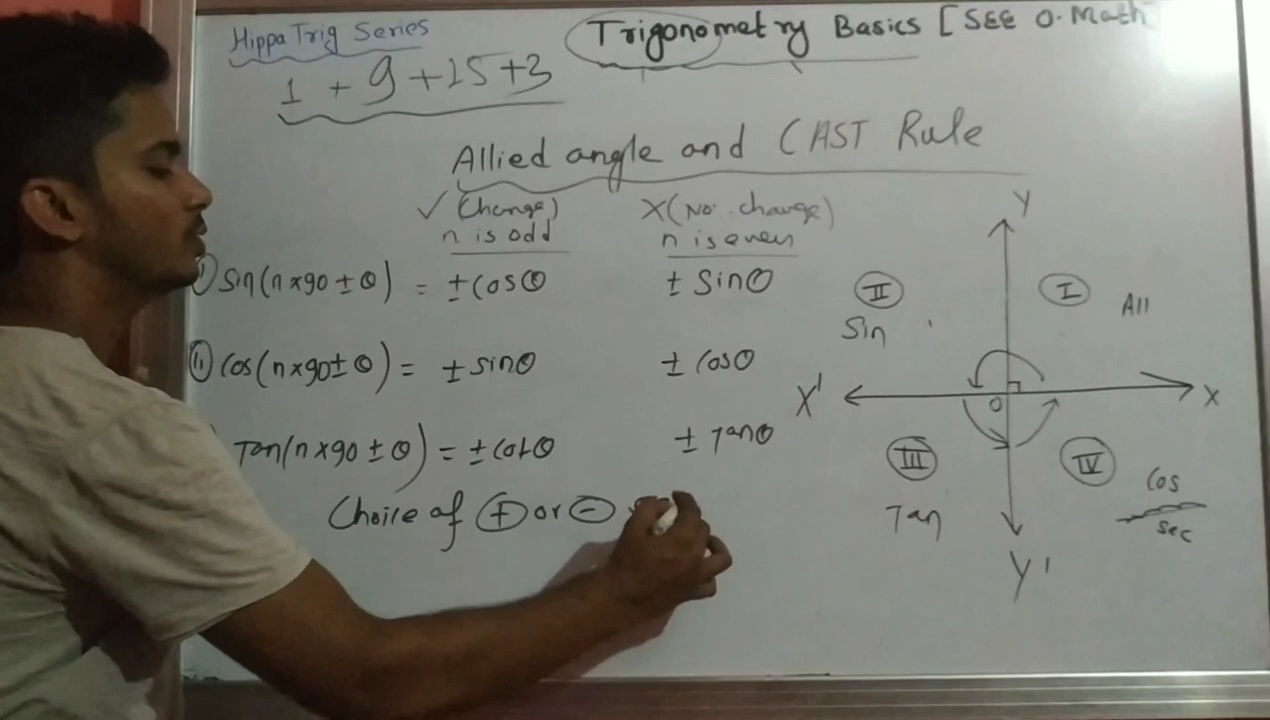 Hippa Trig Series
Trigonometry Basics [SEE O. Math
1 + 9 + 15 + 3
Allied angle and CAST Rule
✓ (Change)
n is odd
X (No. change)
n is even
① Sin(n×90 ± θ) = ± Cosθ
± Sinθ
⑪ Cos(n×90 ± θ) = ± sinθ
± Cosθ
Tan(n×90 ± θ) = ± Cotθ
± Tanθ
Choice of ⊕ or ⊖
Y
II
Sin
I
All
X'
O
X
III
Tan
IV
Cos
sec
Y'